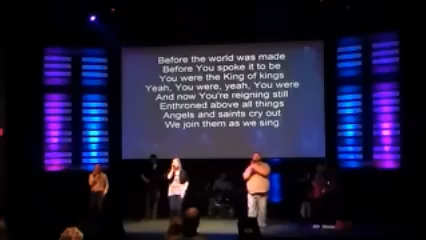 Before the world was made
Before You spoke it to be
You were the King of kings
Yeah, You were, yeah, You were
And now You're reigning still
Enthroned above all things
Angels and saints cry out
We join them as we sing